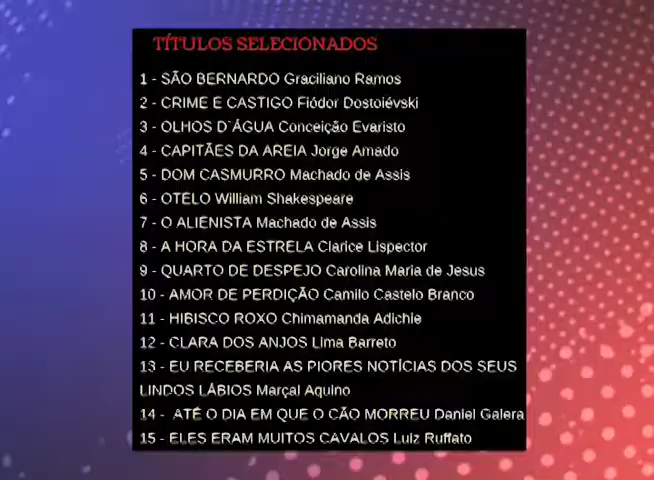 TÍTULOS SELECIONADOS
1 - SÃO BERNARDO Graciliano Ramos
2 - CRIME E CASTIGO Fiódor Dostoiévski
3 - OLHOS D`ÁGUA Conceição Evaristo
4 - CAPITÃES DA AREIA Jorge Amado
5 - DOM CASMURRO Machado de Assis
6 - OTELO William Shakespeare
7 - O ALIENISTA Machado de Assis
8 - A HORA DA ESTRELA Clarice Lispector
9 - QUARTO DE DESPEJO Carolina Maria de Jesus
10 - AMOR DE PERDIÇÃO Camilo Castelo Branco
11 - HIBISCO ROXO Chimamanda Adichie
12 - CLARA DOS ANJOS Lima Barreto
13 - EU RECEBERIA AS PIORES NOTÍCIAS DOS SEUS
LINDOS LÁBIOS Marçal Aquino
14 - ATÉ O DIA EM QUE O CÃO MORREU Daniel Galera
15 - ELES ERAM MUITOS CAVALOS Luiz Ruffato